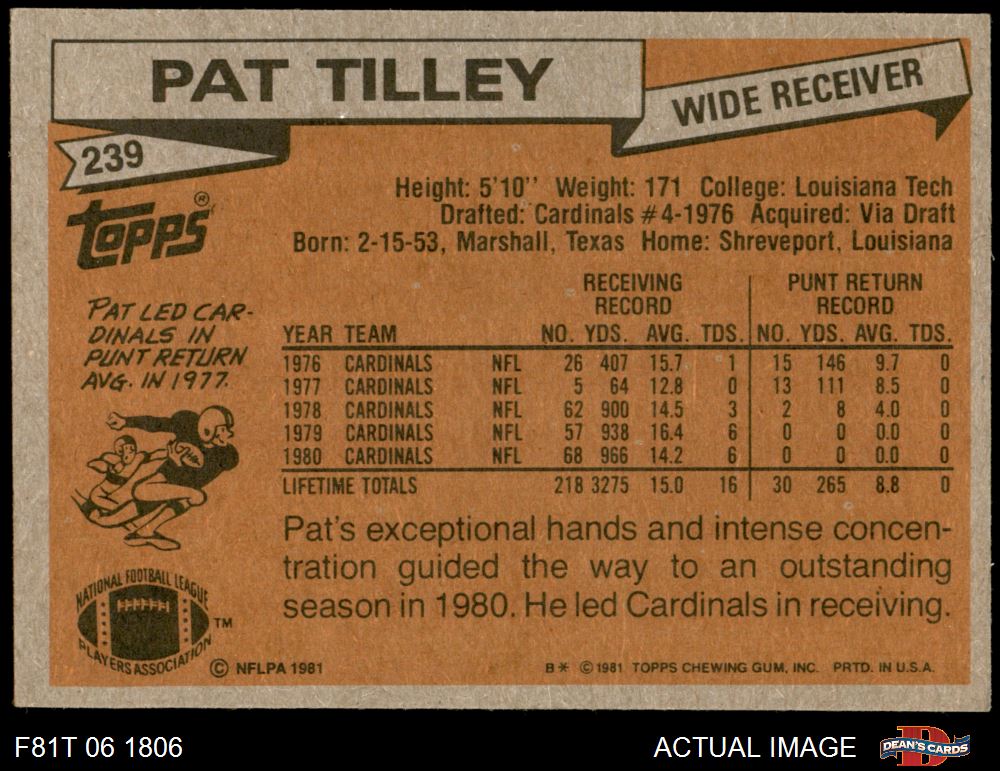 PAT TILLEY
WIDE RECEIVER
239
Topps®
Height: 5'10'' Weight: 171 College: Louisiana Tech
Drafted: Cardinals #4-1976 Acquired: Via Draft
Born: 2-15-53, Marshall, Texas Home: Shreveport, Louisiana
PAT LED CAR-
DINALS IN
PUNT RETURN
AVG. IN 1977.
RECEIVING RECORD PUNT RETURN RECORD
YEAR TEAM NO. YDS. AVG. TDS. NO. YDS. AVG. TDS.
1976 CARDINALS NFL 26 407 15.7 1 15 146 9.7 0
1977 CARDINALS NFL 5 64 12.8 0 13 111 8.5 0
1978 CARDINALS NFL 62 900 14.5 3 2 8 4.0 0
1979 CARDINALS NFL 57 938 16.4 6 0 0 0.0 0
1980 CARDINALS NFL 68 966 14.2 6 0 0 0.0 0
LIFETIME TOTALS 218 3275 15.0 16 30 265 8.8 0
Pat's exceptional hands and intense concen-
tration guided the way to an outstanding
season in 1980. He led Cardinals in receiving.
NATIONAL FOOTBALL LEAGUE
PLAYERS ASSOCIATION
TM
© NFLPA 1981
B* © 1981 TOPPS CHEWING GUM, INC. PRTD. IN U.S.A.
F81T 06 1806
ACTUAL IMAGE
DEAN'S CARDS